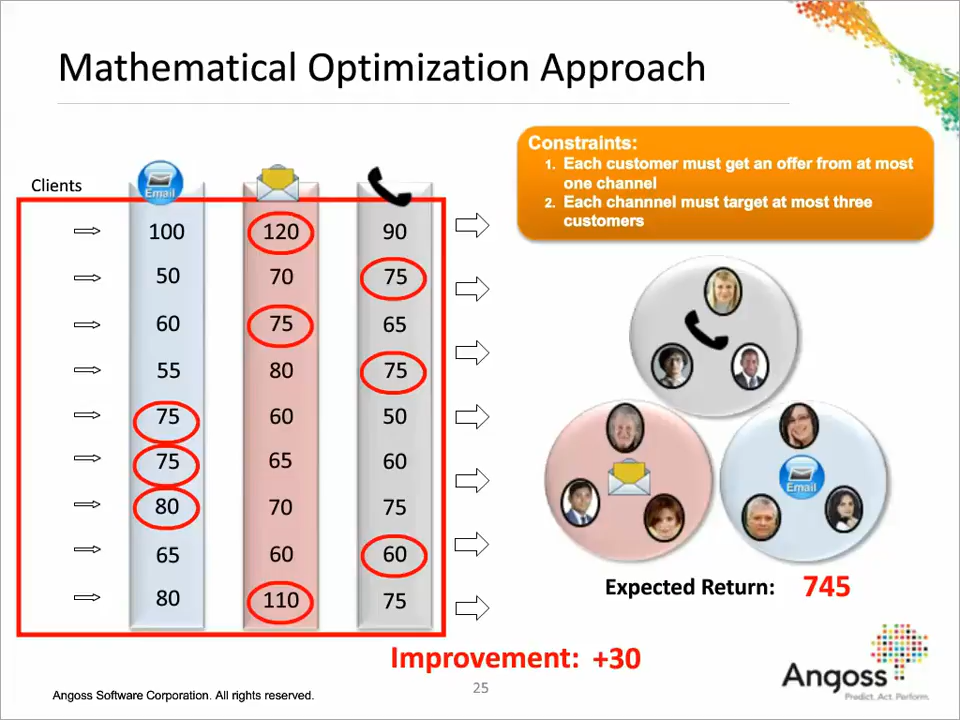 Mathematical Optimization Approach
Constraints:
1. Each customer must get an offer from at most
one channel
2. Each channnel must target at most three
customers
Clients
Email
100 120 90
50 70 75
60 75 65
55 80 75
75 60 50
75 65 60
80 70 75
65 60 60
80 110 75
Email
Expected Return: 745
Improvement: +30
Angoss Software Corporation. All rights reserved.
25
Angoss
Predict. Act. Perform.